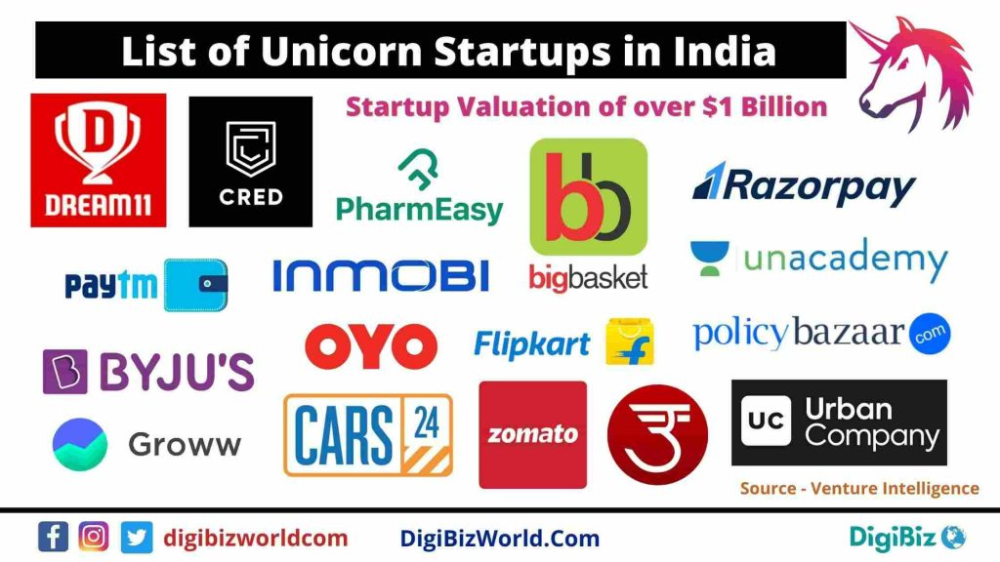 List of Unicorn Startups in India
Startup Valuation of over $1 Billion
D
DREAM11
CRED
PharmEasy
bb
bigbasket
Razorpay
unacademy
paytm
INMOBI
OYO
Flipkart
f
policybazaar
com
B BYJU'S
Groww
CARS
24
zomato
उ
UC
Urban
Company
Source - Venture Intelligence
digibizworldcom
DigiBizWorld.Com
DigiBiz